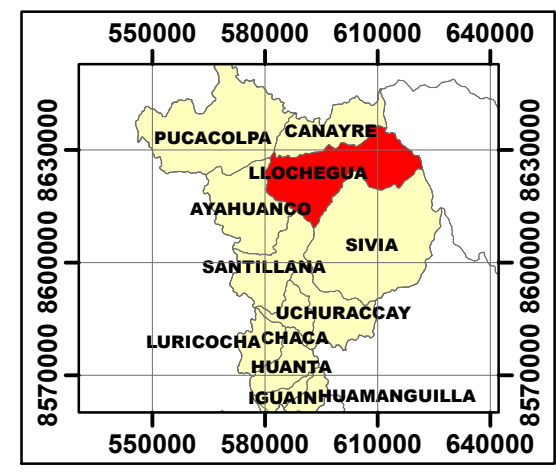 550000 580000 610000 640000
8630000
8630000
PUCACOLPA
CANAYRE
LLOCHEGUA
AYAHUANCO
SIVIA
8600000
8600000
SANTILLANA
UCHURACCAY
LURICOCHA
CHACA
HUANTA
8570000
8570000
IGUAIN
HUAMANGUILLA
550000 580000 610000 640000